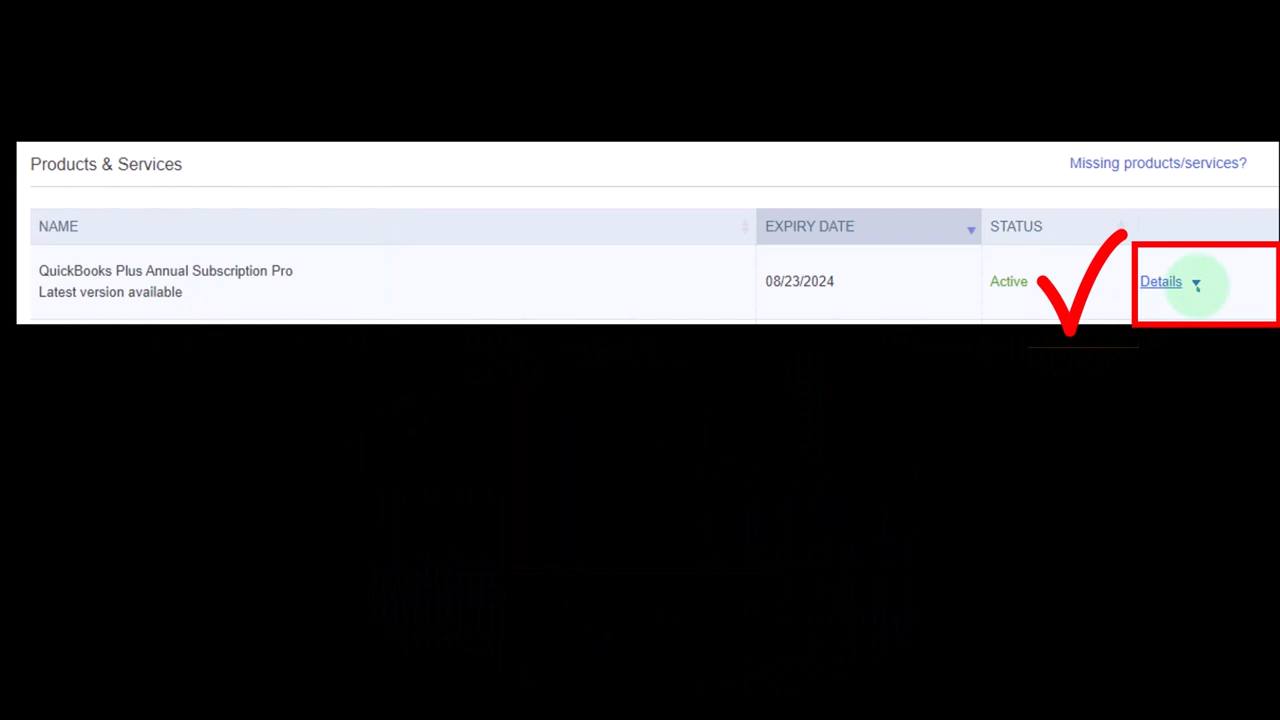 Products & Services
Missing products/services?
NAME
EXPIRY DATE
STATUS
QuickBooks Plus Annual Subscription Pro
Latest version available
08/23/2024
Active
Details